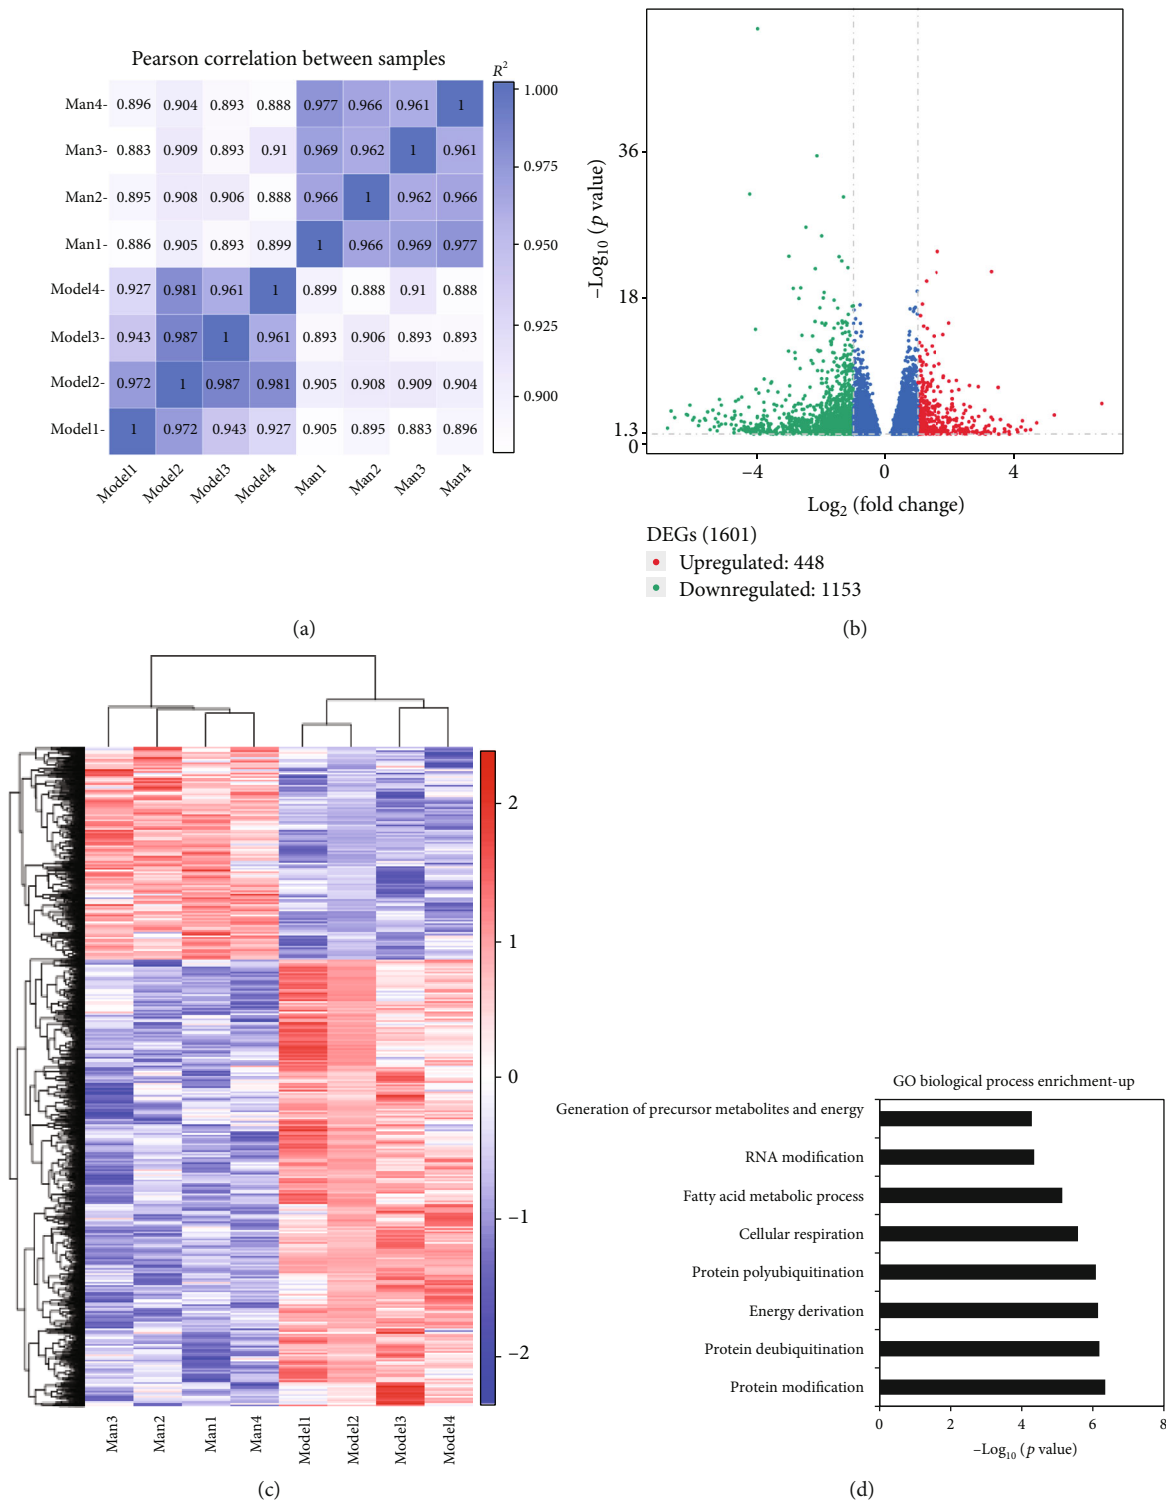 Pearson correlation between samples
R²
Man4- 0.896 0.904 0.893 0.888 0.977 0.966 0.961 1
Man3- 0.883 0.909 0.893 0.91 0.969 0.962 1 0.961
Man2- 0.895 0.908 0.906 0.888 0.966 1 0.962 0.966
Man1- 0.886 0.905 0.893 0.899 1 0.966 0.969 0.977
Model4- 0.927 0.981 0.961 1 0.899 0.888 0.91 0.888
Model3- 0.943 0.987 1 0.961 0.893 0.906 0.893 0.893
Model2- 0.972 1 0.987 0.981 0.905 0.908 0.909 0.904
Model1- 1 0.972 0.943 0.927 0.905 0.895 0.883 0.896
Model1 Model2 Model3 Model4 Man1 Man2 Man3 Man4
1.000
0.975
0.950
0.925
0.900
(a)
−Log₁₀ (p value)
36
18
1.3
0
−4 0 4
Log₂ (fold change)
DEGs (1601)
Upregulated: 448
Downregulated: 1153
(b)
2
1
0
−1
−2
Man3 Man2 Man1 Man4 Model1 Model2 Model3 Model4
(c)
GO biological process enrichment-up
Generation of precursor metabolites and energy
RNA modification
Fatty acid metabolic process
Cellular respiration
Protein polyubiquitination
Energy derivation
Protein deubiquitination
Protein modification
0 2 4 6 8
−Log₁₀ (p value)
(d)